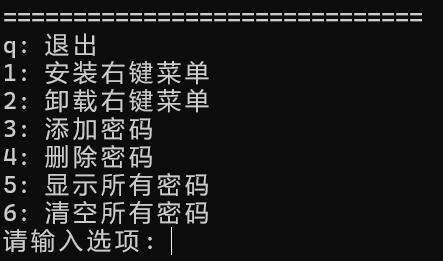 ==============================
q: 退出
1: 安装右键菜单
2: 卸载右键菜单
3: 添加密码
4: 删除密码
5: 显示所有密码
6: 清空所有密码
请输入选项: